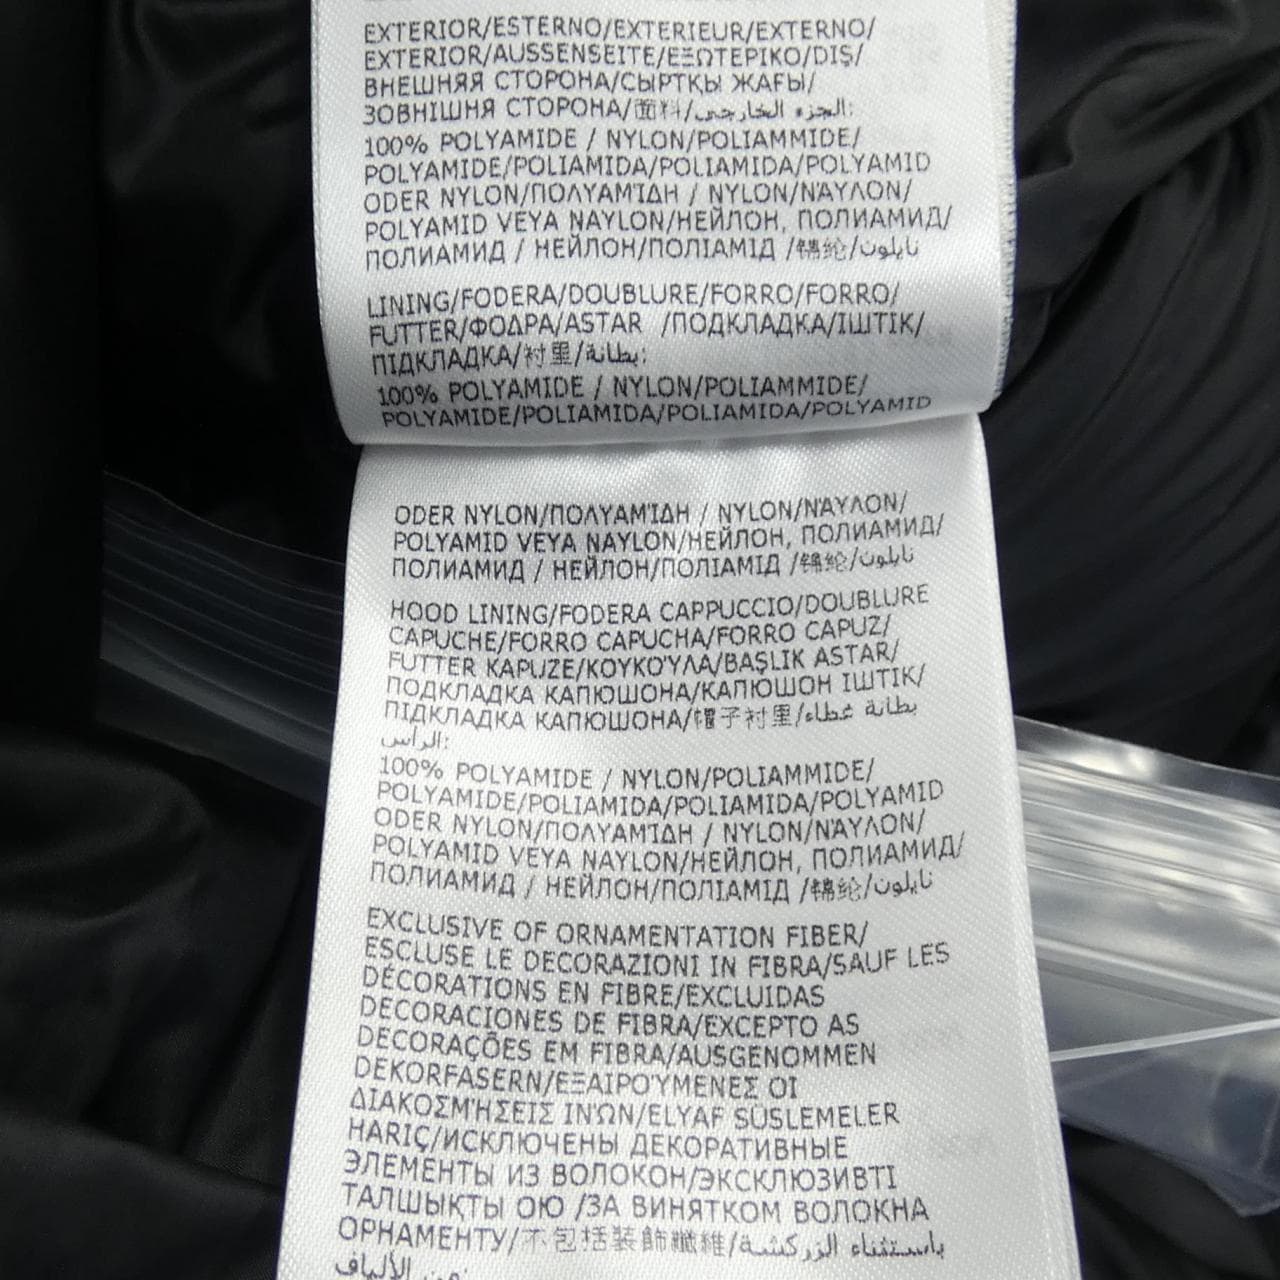 EXTERIOR/ESTERNO/EXTERIEUR/EXTERNO/
EXTERIOR/AUSSENSEITE/ΕΞΩΤΕΡΙΚΟ/DIŞ/
ВНЕШНЯЯ СТОРОНА/СЫРТҚЫ ЖАҒЫ/
ЗОВНІШНЯ СТОРОНА/面料/الجزء الخارجي:
100% POLYAMIDE / NYLON/POLIAMMIDE/
POLYAMIDE/POLIAMIDA/POLIAMIDA/POLYAMID
ODER NYLON/ΠΟΛΥΑΜΊΔΗ / NYLON/ΝΆΥΛΟΝ/
POLYAMID VEYA NAYLON/НЕЙЛОН, ПОЛИАМИД/
ПОЛИАМИД / НЕЙЛОН/ПОЛІАМІД /锦纶/نايلون
LINING/FODERA/DOUBLURE/FORRO/FORRO/
FUTTER/ΦΟΔΡΑ/ASTAR /ПОДКЛАДКА/ІШТІК/
ПІДКЛАДКА/衬里/بطانة:
100% POLYAMIDE / NYLON/POLIAMMIDE/
POLYAMIDE/POLIAMIDA/POLIAMIDA/POLYAMID
ODER NYLON/ΠΟΛΥΑΜΊΔΗ / NYLON/ΝΆΥΛΟΝ/
POLYAMID VEYA NAYLON/НЕЙЛОН, ПОЛИАМИД/
ПОЛИАМИД / НЕЙЛОН/ПОЛІАМІД /锦纶/نايلون
HOOD LINING/FODERA CAPPUCCIO/DOUBLURE
CAPUCHE/FORRO CAPUCHA/FORRO CAPUZ/
FUTTER KAPUZE/ΚΟΥΚΟΎΛΑ/BAŞLIK ASTAR/
ПОДКЛАДКА КАПЮШОНА/КАПЮШОН ІШТІК/
ПІДКЛАДКА КАПЮШОНА/帽子衬里/بطانة غطاء
الرأس:
100% POLYAMIDE / NYLON/POLIAMMIDE/
POLYAMIDE/POLIAMIDA/POLIAMIDA/POLYAMID
ODER NYLON/ΠΟΛΥΑΜΊΔΗ / NYLON/ΝΆΥΛΟΝ/
POLYAMID VEYA NAYLON/НЕЙЛОН, ПОЛИАМИД/
ПОЛИАМИД / НЕЙЛОН/ПОЛІАМІД /锦纶/نايلون
EXCLUSIVE OF ORNAMENTATION FIBER/
ESCLUSE LE DECORAZIONI IN FIBRA/SAUF LES
DÉCORATIONS EN FIBRE/EXCLUIDAS
DECORACIONES DE FIBRA/EXCEPTO AS
DECORAÇÕES EM FIBRA/AUSGENOMMEN
DEKORFASERN/ΕΞΑΙΡΟΎΜΕΝΕΣ ΟΙ
ΔΙΑΚΟΣΜΉΣΕΙΣ ΙΝΏΝ/ELYAF SÜSLEMELER
HARIÇ/ИСКЛЮЧЕНЫ ДЕКОРАТИВНЫЕ
ЭЛЕМЕНТЫ ИЗ ВОЛОКОН/ЭКСКЛЮЗИВТІ
ТАЛШЫҚТЫ ОЮ /ЗА ВИНЯТКОМ ВОЛОКНА
ОРНАМЕНТУ/不包括装飾繊維/باستثناء الزركشة
من الألياف